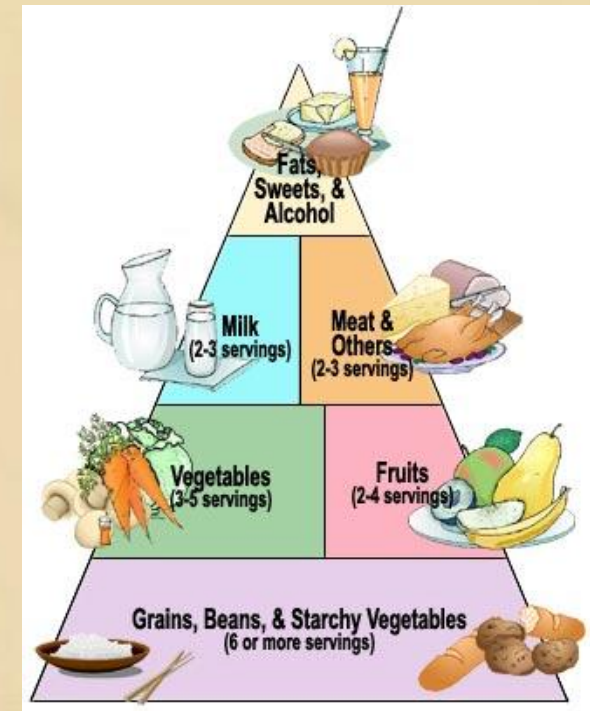 Fats,
Sweets, &
Alcohol
Milk
(2-3 servings)
Meat &
Others
(2-3 servings)
Vegetables
(3-5 servings)
Fruits
(2-4 servings)
Grains, Beans, & Starchy Vegetables
(6 or more servings)